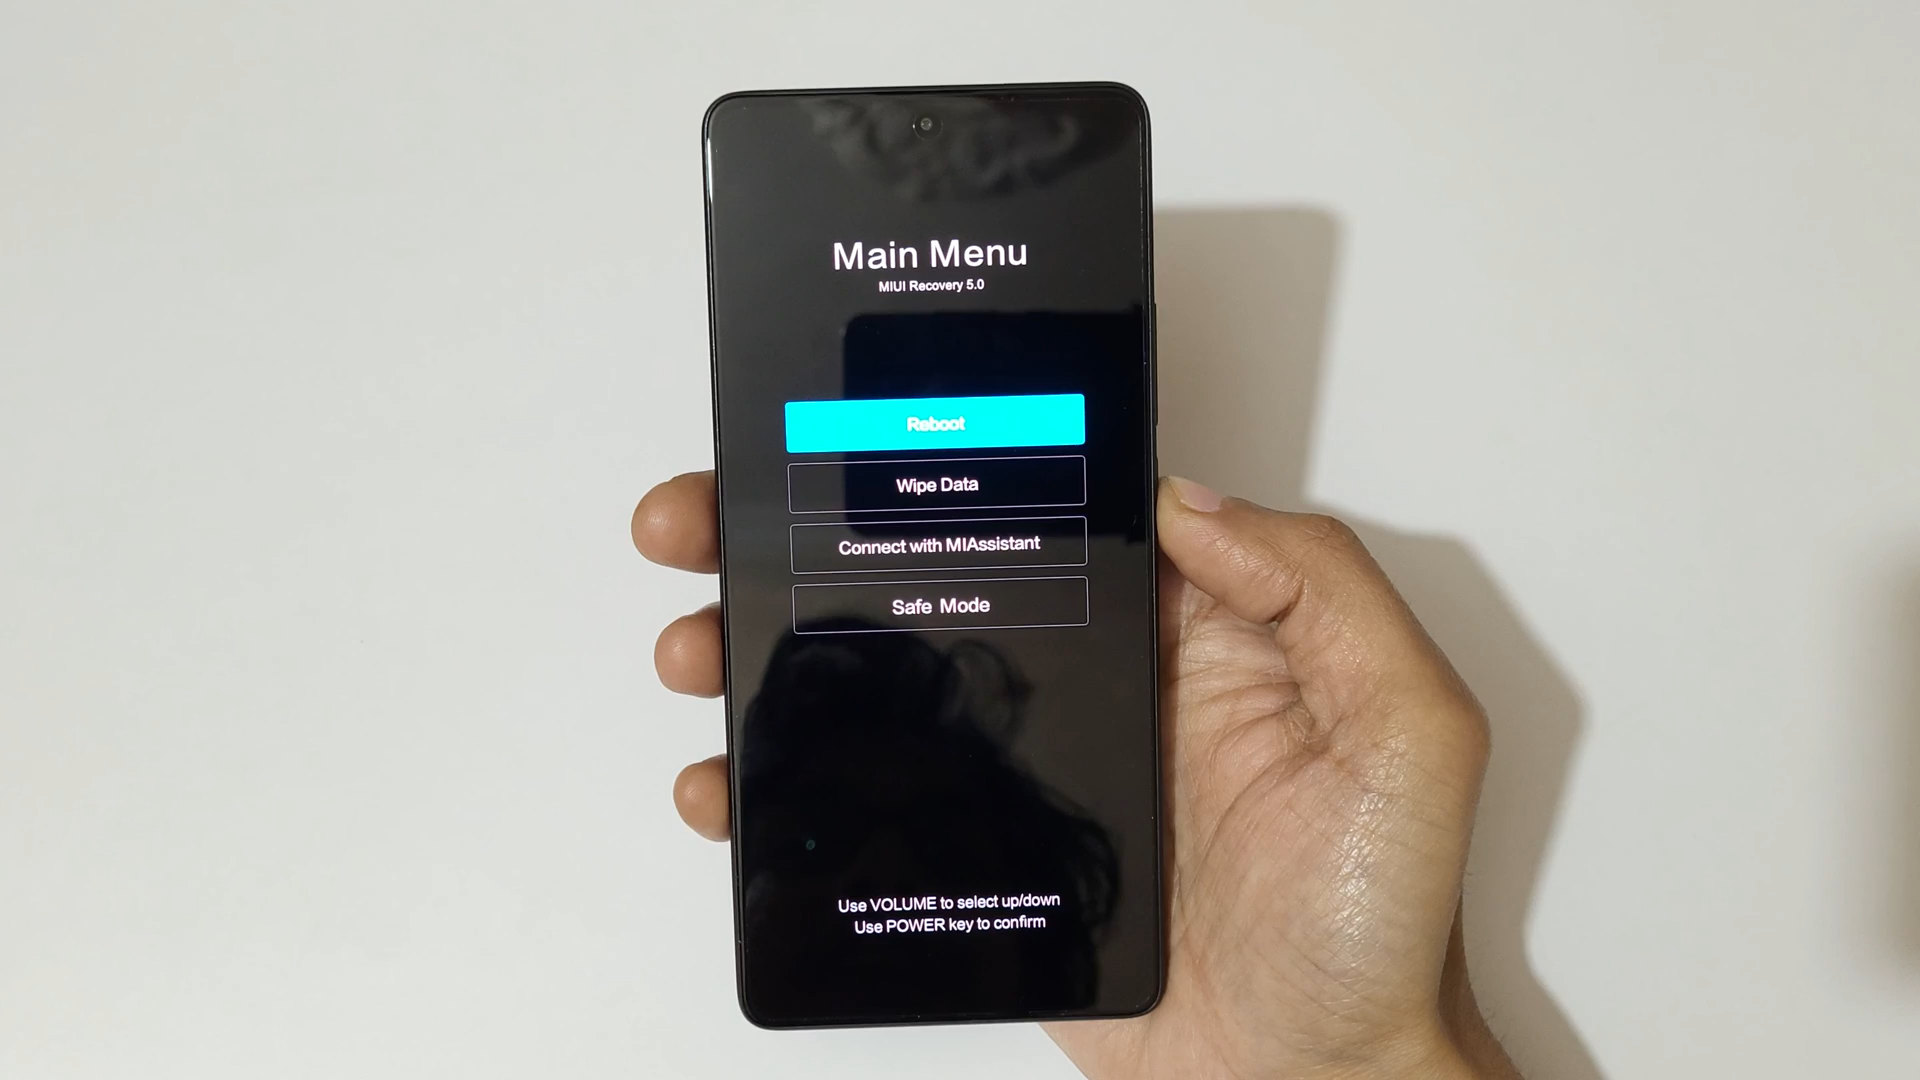 Main Menu
MIUI Recovery 5.0
Reboot
Wipe Data
Connect with MIAssistant
Safe Mode
Use VOLUME to select up/down
Use POWER key to confirm